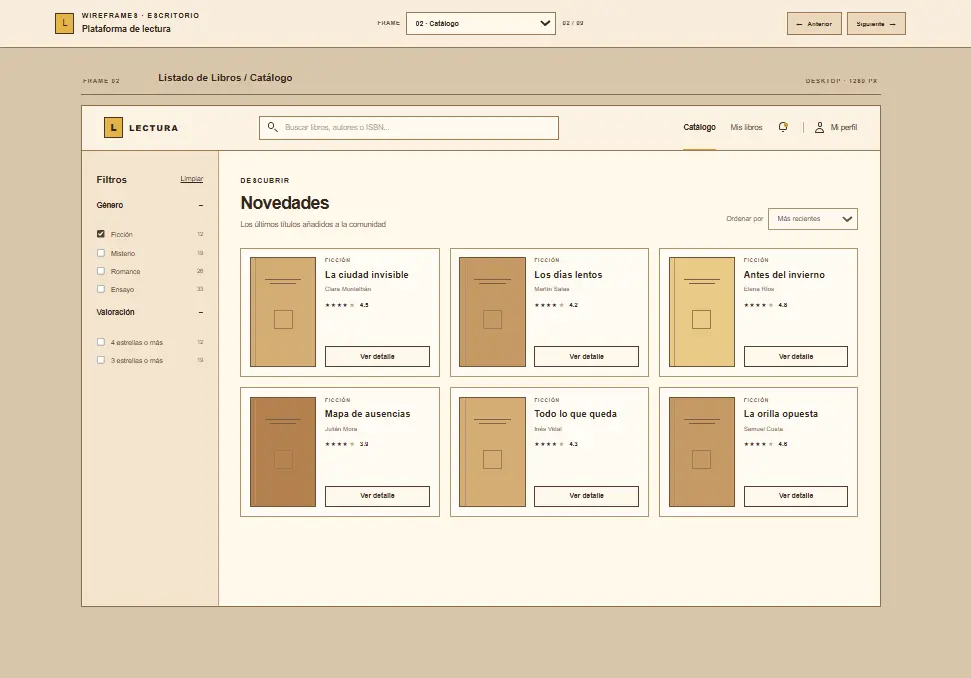 L
WIREFRAMES · ESCRITORIO
Plataforma de lectura
FRAME
02 · Catálogo
02 / 09
← Anterior
Siguiente →
FRAME 02
Listado de Libros / Catálogo
DESKTOP · 1280 PX
L
LECTURA
Buscar libros, autores o ISBN...
Catálogo
Mis libros
Mi perfil
Filtros
Limpiar
Género
–
Ficción 12
Misterio 19
Romance 26
Ensayo 33
Valoración
–
4 estrellas o más 12
3 estrellas o más 19
DESCUBRIR
Novedades
Los últimos títulos añadidos a la comunidad
Ordenar por
Más recientes
FICCIÓN
La ciudad invisible
Clara Montalbán
★★★★★ 4.5
Ver detalle
FICCIÓN
Los días lentos
Martín Salas
★★★★★ 4.2
Ver detalle
FICCIÓN
Antes del invierno
Elena Ríos
★★★★★ 4.8
Ver detalle
FICCIÓN
Mapa de ausencias
Julián Mora
★★★★★ 3.9
Ver detalle
FICCIÓN
Todo lo que queda
Inés Vidal
★★★★★ 4.3
Ver detalle
FICCIÓN
La orilla opuesta
Samuel Costa
★★★★★ 4.6
Ver detalle